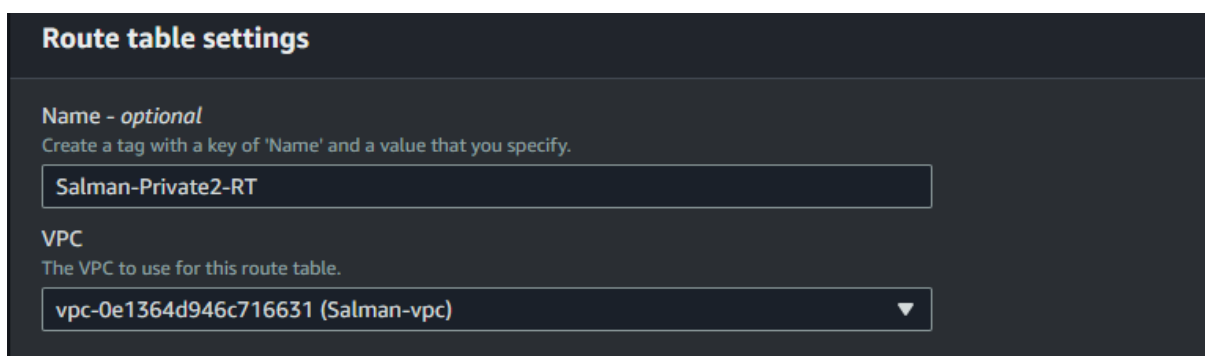 Route table settings
Name - optional
Create a tag with a key of 'Name' and a value that you specify.
Salman-Private2-RT
VPC
The VPC to use for this route table.
vpc-0e1364d946c716631 (Salman-vpc)